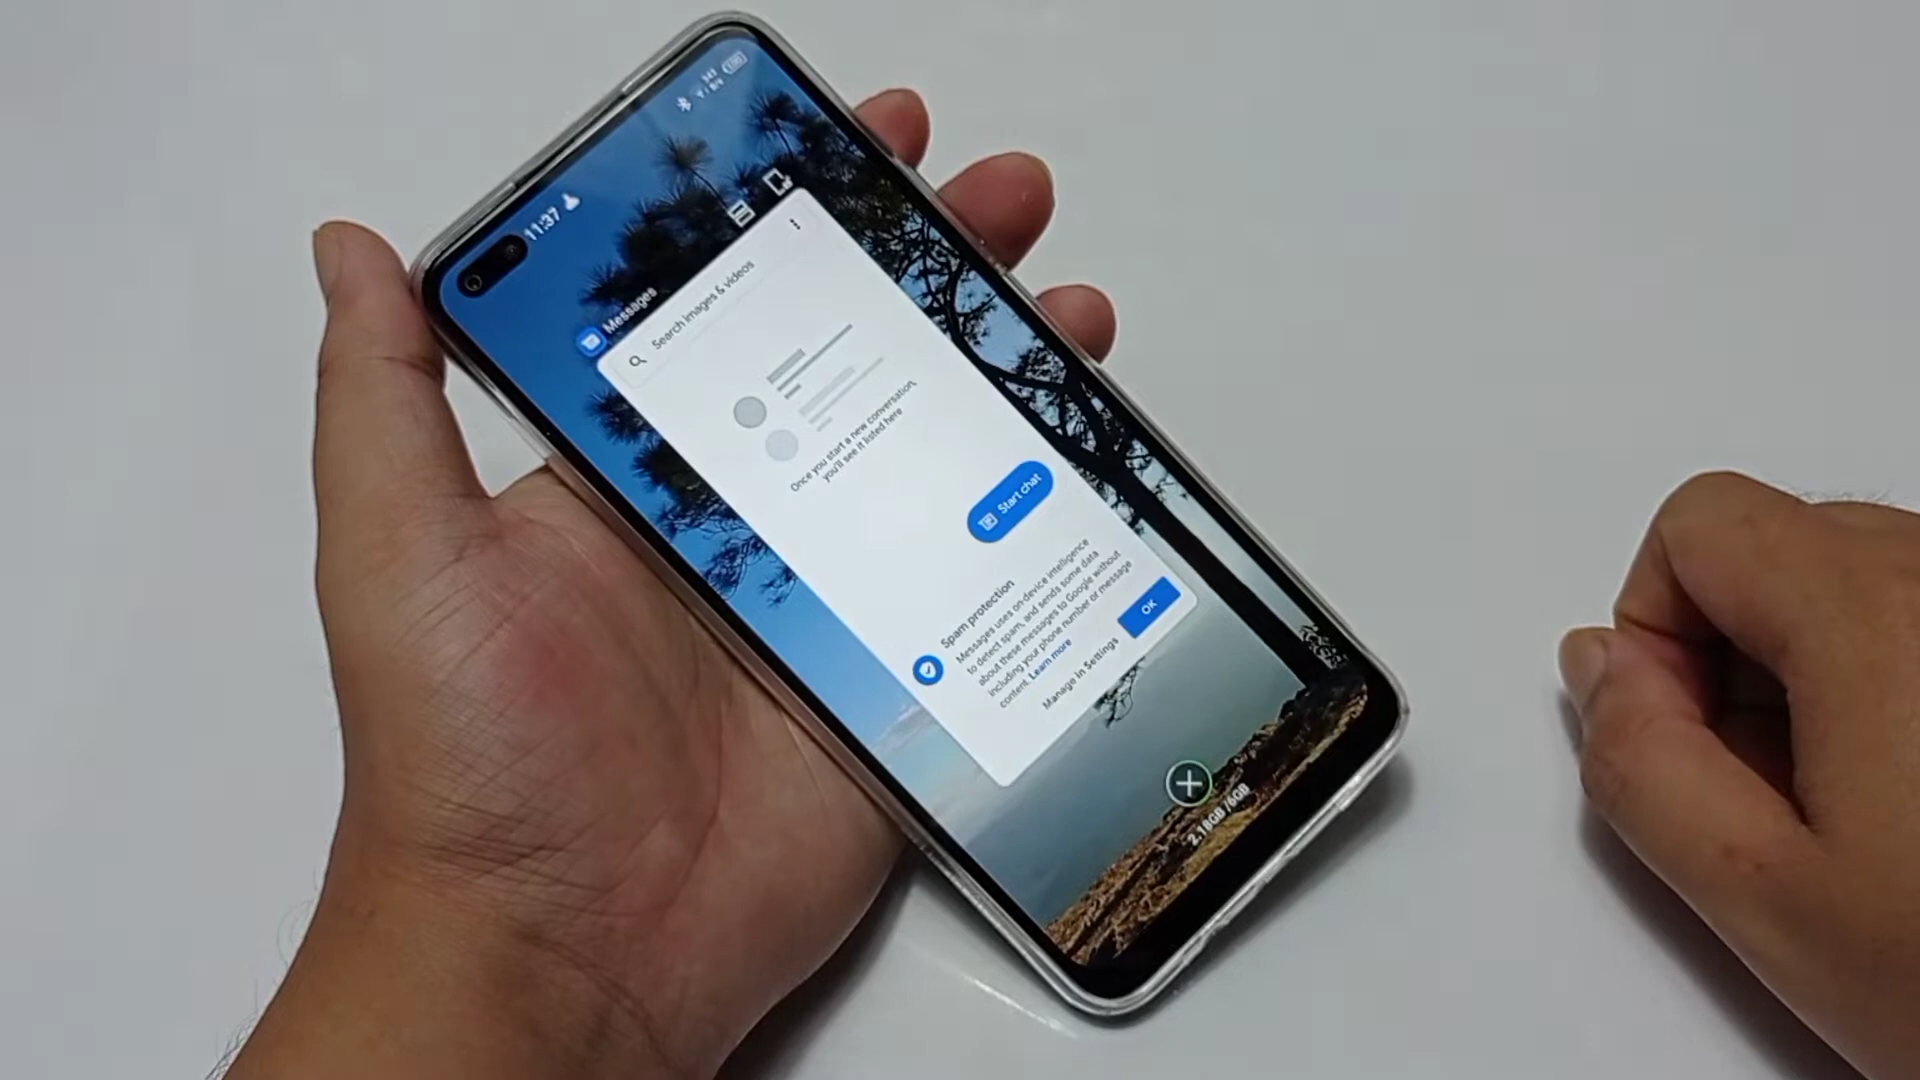 11:37
Messages
Search images & videos
Once you start a new conversation,
you'll see it listed here
Start chat
Spam protection
Messages uses on-device intelligence
to detect spam, and sends some data
about these messages to Google without
including your phone number or message
content. Learn more
Manage in Settings
OK
2.18GB /6GB